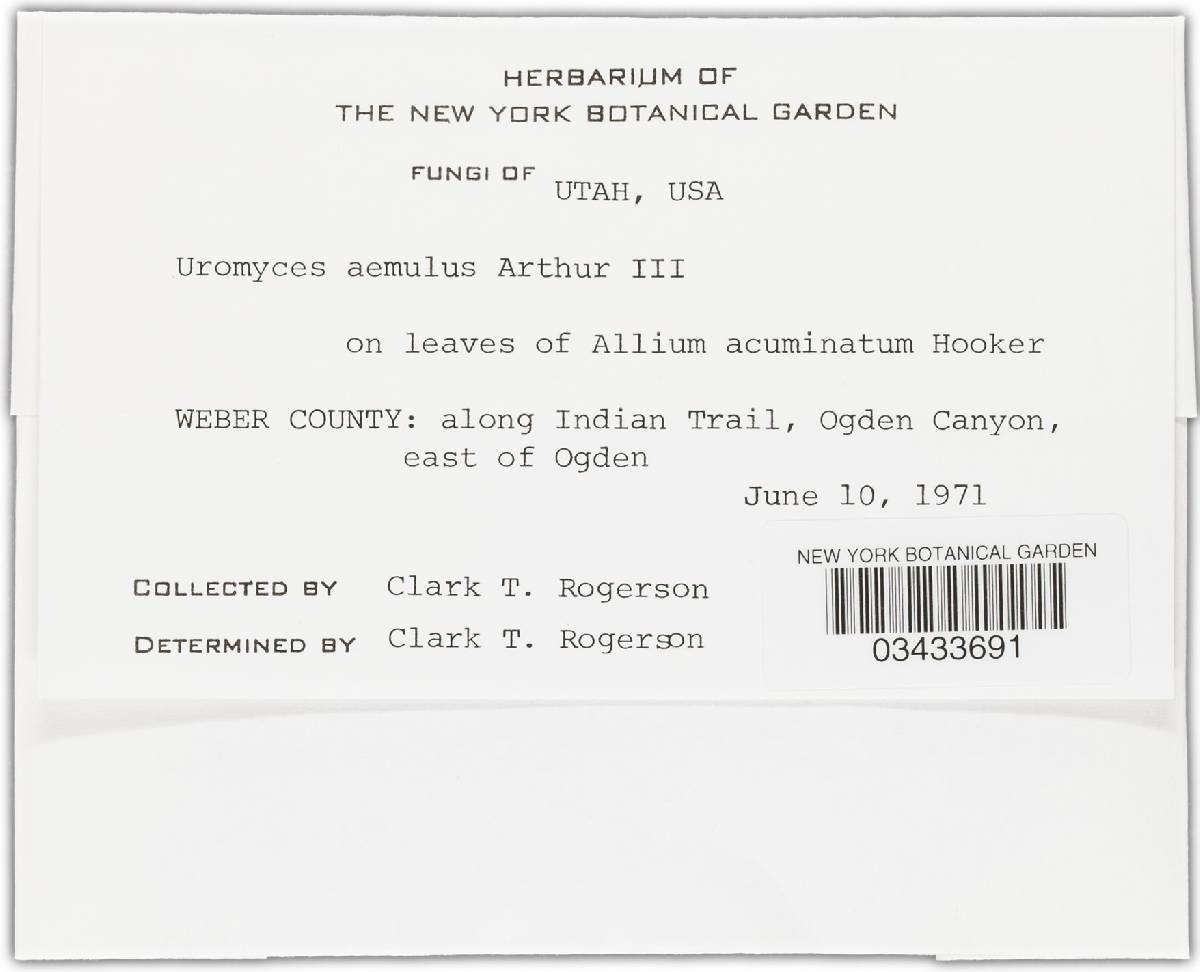 HERBARIUM OF
THE NEW YORK BOTANICAL GARDEN
FUNGI OF UTAH, USA
Uromyces aemulus Arthur III
on leaves of Allium acuminatum Hooker
WEBER COUNTY: along Indian Trail, Ogden Canyon,
east of Ogden
June 10, 1971
NEW YORK BOTANICAL GARDEN
03433691
COLLECTED BY Clark T. Rogerson
DETERMINED BY Clark T. Rogerson